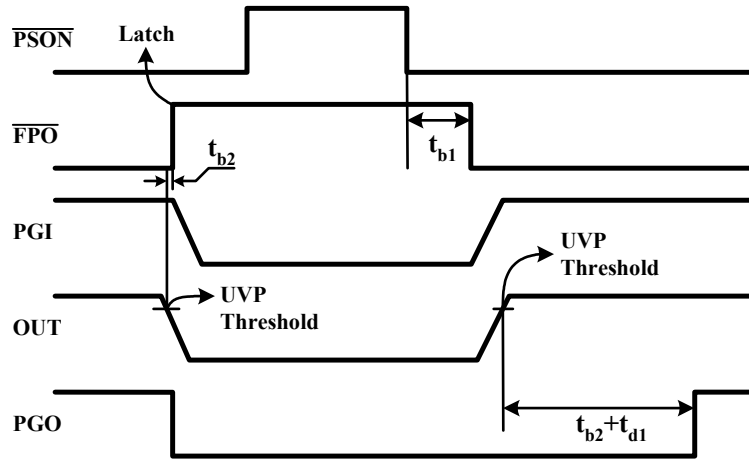 PSON
Latch
FPO
tb1
tb2
PGI
UVP
Threshold
UVP
Threshold
OUT
PGO
tb2+td1